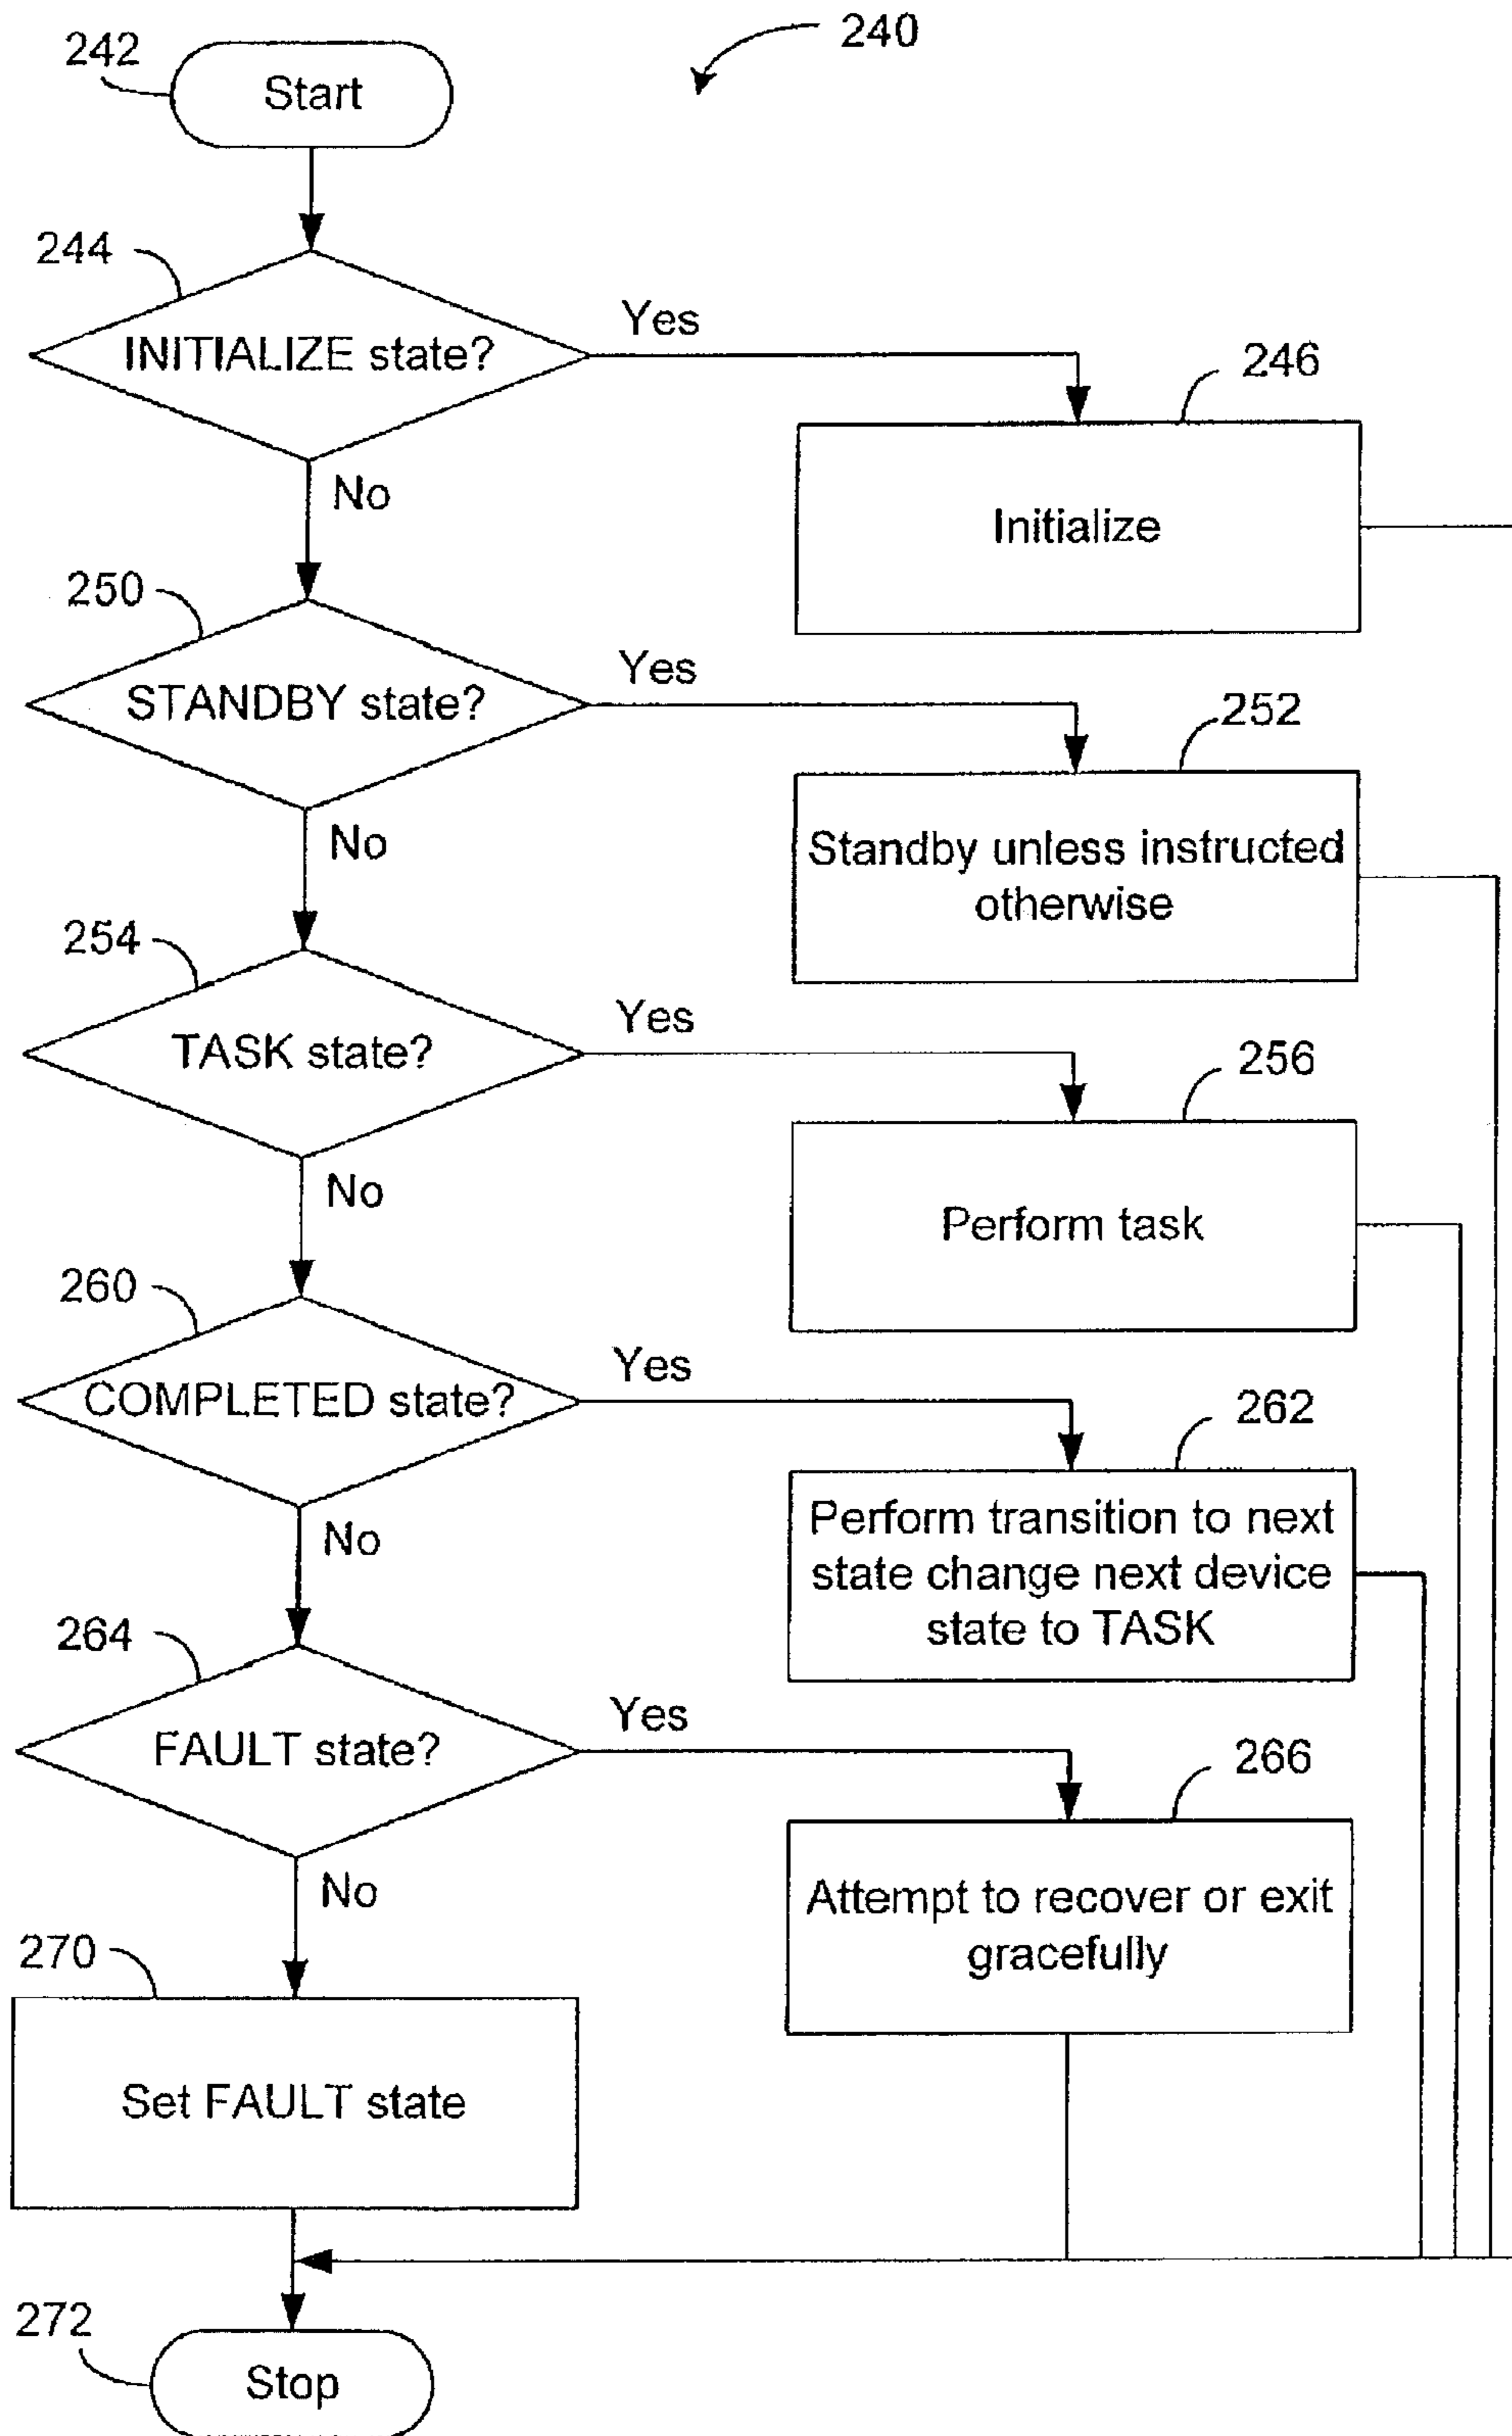 240
242
Start
244
INITIALIZE state?
Yes
246
Initialize
No
250
STANDBY state?
Yes
252
Standby unless instructed
otherwise
No
254
TASK state?
Yes
256
Perform task
No
260
COMPLETED state?
Yes
262
Perform transition to next
state change next device
state to TASK
No
264
FAULT state?
Yes
266
Attempt to recover or exit
gracefully
No
270
Set FAULT state
272
Stop